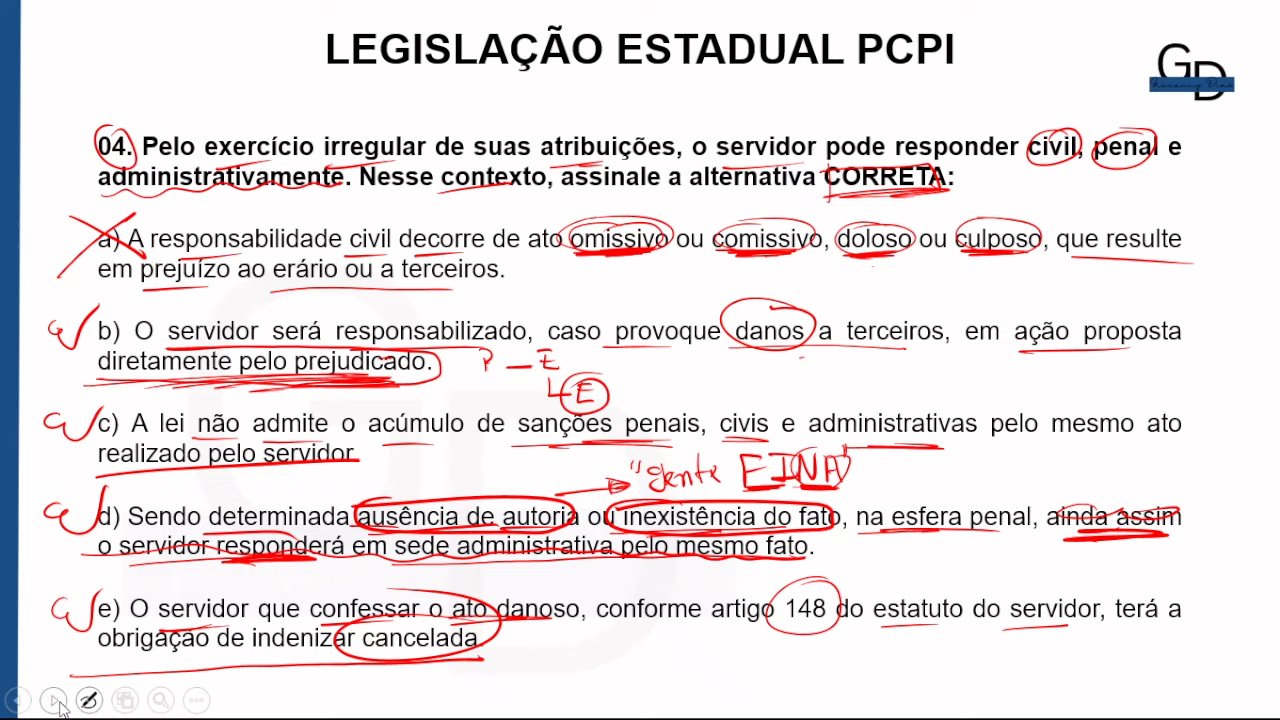 LEGISLAÇÃO ESTADUAL PCPI
GD
04. Pelo exercício irregular de suas atribuições, o servidor pode responder civil, penal e
administrativamente. Nesse contexto, assinale a alternativa CORRETA:
a) A responsabilidade civil decorre de ato omissivo ou comissivo, doloso ou culposo, que resulte
em prejuízo ao erário ou a terceiros.
b) O servidor será responsabilizado, caso provoque danos a terceiros, em ação proposta
diretamente pelo prejudicado.
P — E
E
c) A lei não admite o acúmulo de sanções penais, civis e administrativas pelo mesmo ato
realizado pelo servidor.
"gente FINA"
d) Sendo determinada ausência de autoria ou inexistência do fato, na esfera penal, ainda assim
o servidor responderá em sede administrativa pelo mesmo fato.
e) O servidor que confessar o ato danoso, conforme artigo 148 do estatuto do servidor, terá a
obrigação de indenizar cancelada.